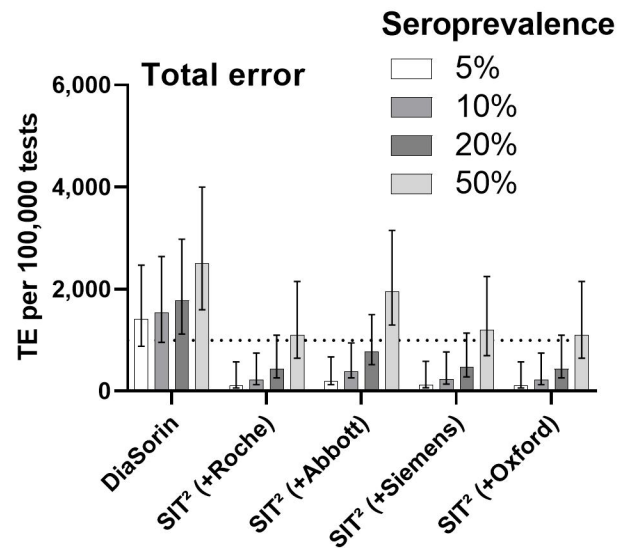 Seroprevalence
5%
10%
20%
50%
Total error
TE per 100,000 tests
6,000
4,000
2,000
0
DiaSorin
SIT² (+Roche)
SIT² (+Abbott)
SIT² (+Siemens)
SIT² (+Oxford)